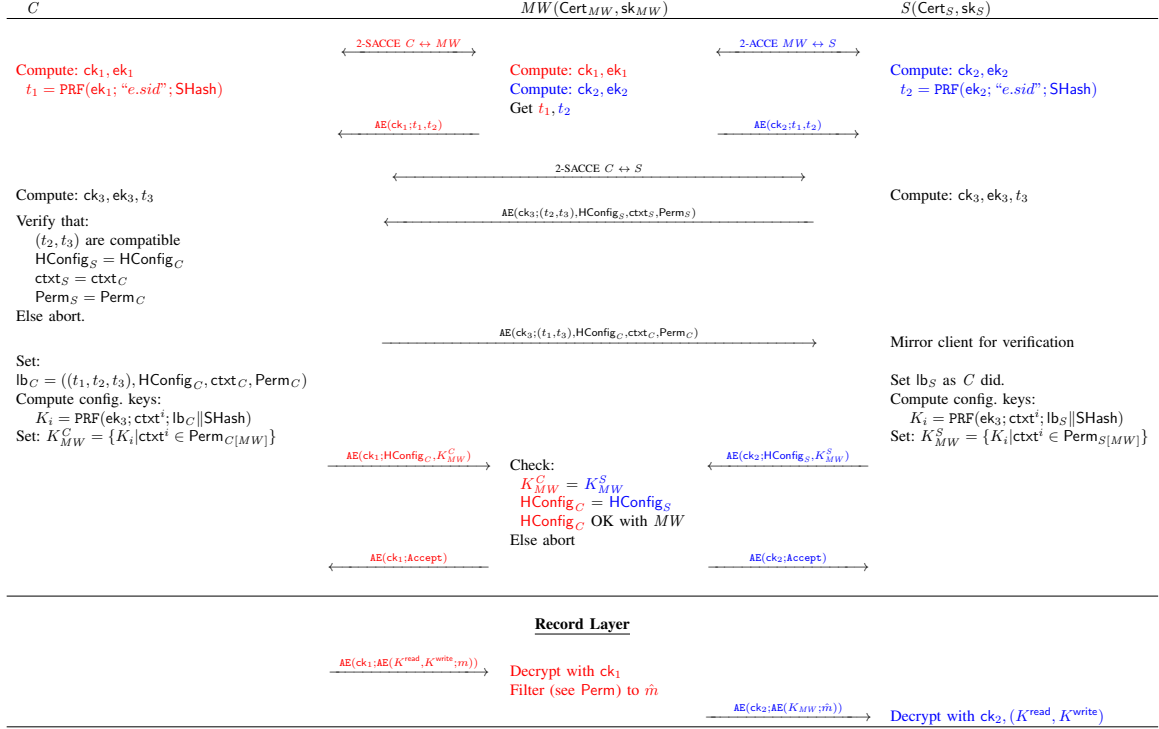 C MW(Cert_MW, sk_MW) S(Cert_S, sk_S)
2-SACCE C ↔ MW 2-ACCE MW ↔ S
Compute: ck_1, ek_1 Compute: ck_1, ek_1 Compute: ck_2, ek_2
t_1 = PRF(ek_1; “e.sid”; SHash) Compute: ck_2, ek_2 t_2 = PRF(ek_2; “e.sid”; SHash)
Get t_1, t_2
AE(ck_1;t_1,t_2) AE(ck_2;t_1,t_2)
2-SACCE C ↔ S
Compute: ck_3, ek_3, t_3 Compute: ck_3, ek_3, t_3
AE(ck_3;(t_2,t_3),HConfig_S,ctxt_S,Perm_S)
Verify that:
(t_2, t_3) are compatible
HConfig_S = HConfig_C
ctxt_S = ctxt_C
Perm_S = Perm_C
Else abort.
AE(ck_3;(t_1,t_3),HConfig_C,ctxt_C,Perm_C)
Mirror client for verification
Set:
lb_C = ((t_1, t_2, t_3), HConfig_C, ctxt_C, Perm_C) Set lb_S as C did.
Compute config. keys: Compute config. keys:
K_i = PRF(ek_3; ctxt^i; lb_C‖SHash) K_i = PRF(ek_3; ctxt^i; lb_S‖SHash)
Set: K^C_MW = {K_i|ctxt^i ∈ Perm_C[MW]} Set: K^S_MW = {K_i|ctxt^i ∈ Perm_S[MW]}
AE(ck_1;HConfig_C,K^C_MW) AE(ck_2;HConfig_S,K^S_MW)
Check:
K^C_MW = K^S_MW
HConfig_C = HConfig_S
HConfig_C OK with MW
Else abort
AE(ck_1;Accept) AE(ck_2;Accept)
Record Layer
AE(ck_1;AE(K^read,K^write;m)) Decrypt with ck_1
Filter (see Perm) to m̂
AE(ck_2;AE(K_MW;m̂)) Decrypt with ck_2, (K^read, K^write)